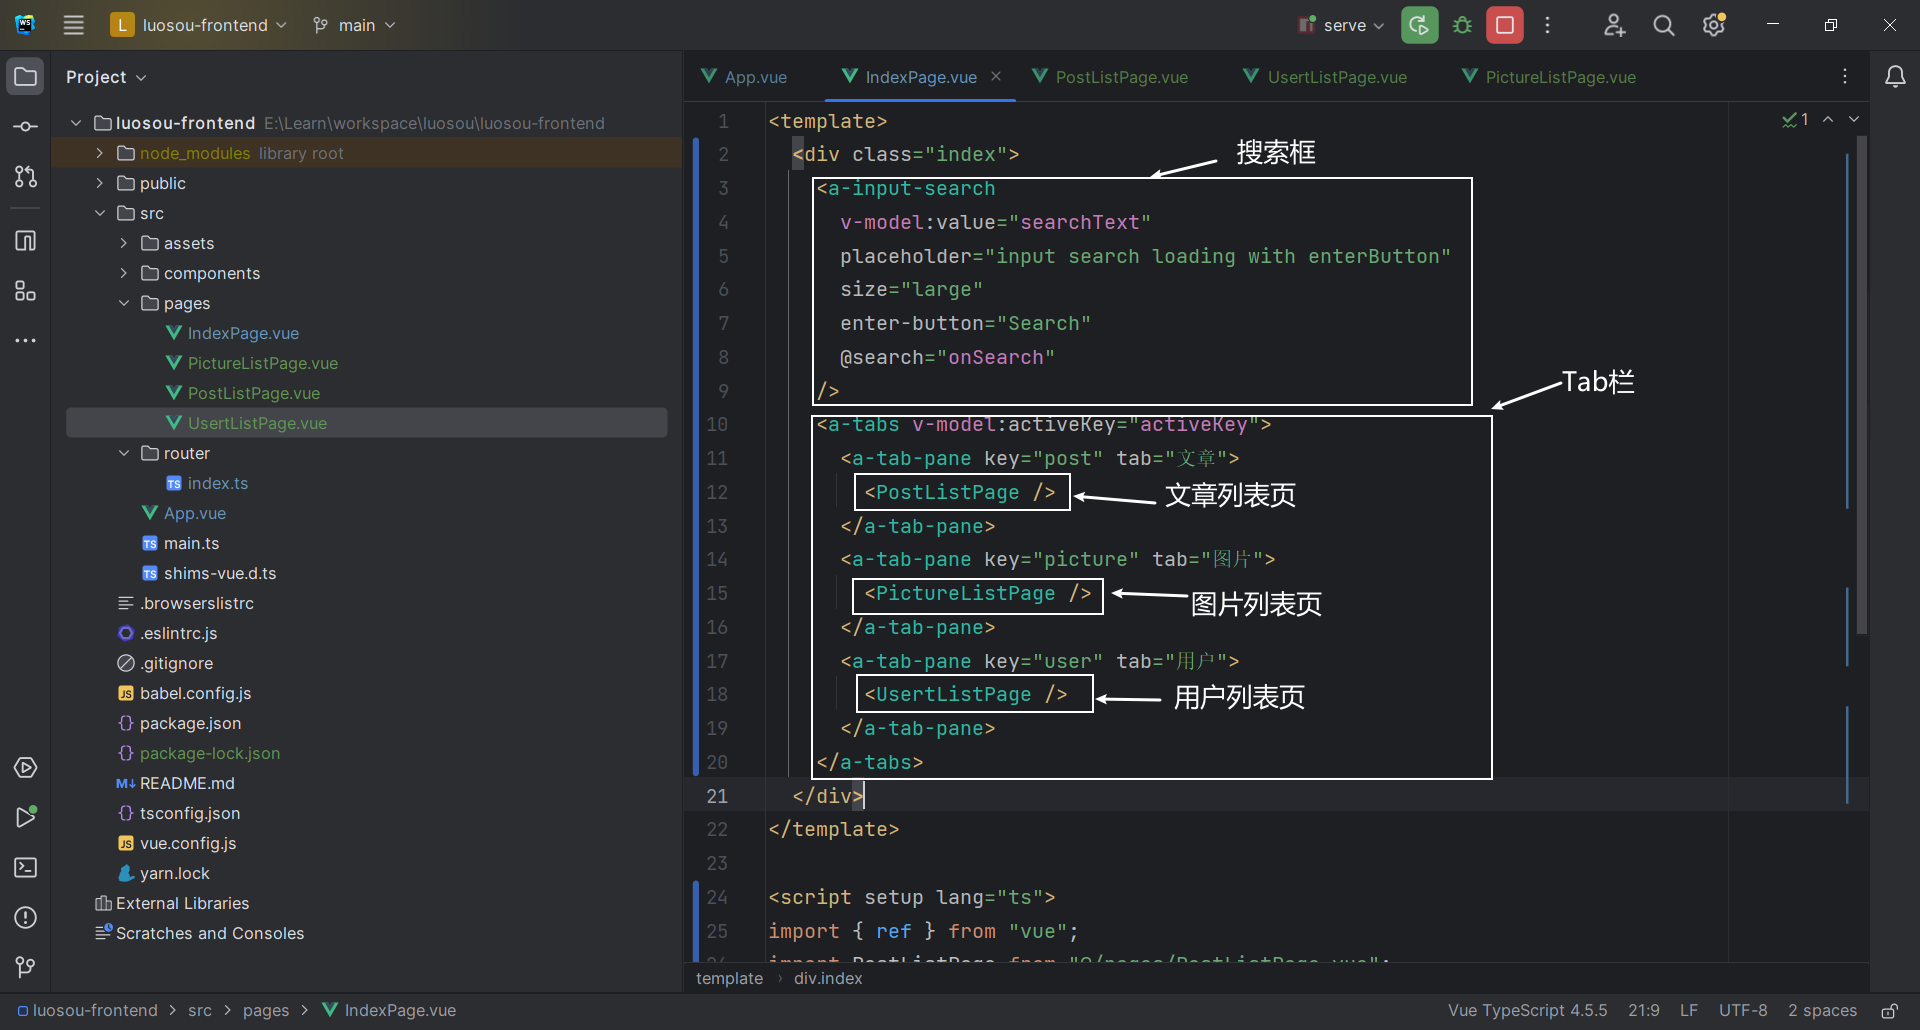 L luosou-frontend main serve
Project
App.vue IndexPage.vue PostListPage.vue UsertListPage.vue PictureListPage.vue
luosou-frontend E:\Learn\workspace\luosou\luosou-frontend
node_modules library root
public
src
assets
components
pages
IndexPage.vue
PictureListPage.vue
PostListPage.vue
UsertListPage.vue
router
TS index.ts
App.vue
TS main.ts
TS shims-vue.d.ts
.browserslistrc
.eslintrc.js
.gitignore
JS babel.config.js
{} package.json
{} package-lock.json
M↓ README.md
{} tsconfig.json
JS vue.config.js
yarn.lock
External Libraries
Scratches and Consoles
1 <template>
1
2 <div class="index">
搜索框
3 <a-input-search
4 v-model:value="searchText"
5 placeholder="input search loading with enterButton"
6 size="large"
7 enter-button="Search"
8 @search="onSearch"
9 />
Tab栏
10 <a-tabs v-model:activeKey="activeKey">
11 <a-tab-pane key="post" tab="文章">
12 <PostListPage />
文章列表页
13 </a-tab-pane>
14 <a-tab-pane key="picture" tab="图片">
15 <PictureListPage />
图片列表页
16 </a-tab-pane>
17 <a-tab-pane key="user" tab="用户">
18 <UsertListPage />
用户列表页
19 </a-tab-pane>
20 </a-tabs>
21 </div>
22 </template>
23
24 <script setup lang="ts">
25 import { ref } from "vue";
26 import PostListPage from "@/pages/PostListPage.vue";
template › div.index
luosou-frontend > src > pages > IndexPage.vue
Vue TypeScript 4.5.5 21:9 LF UTF-8 2 spaces